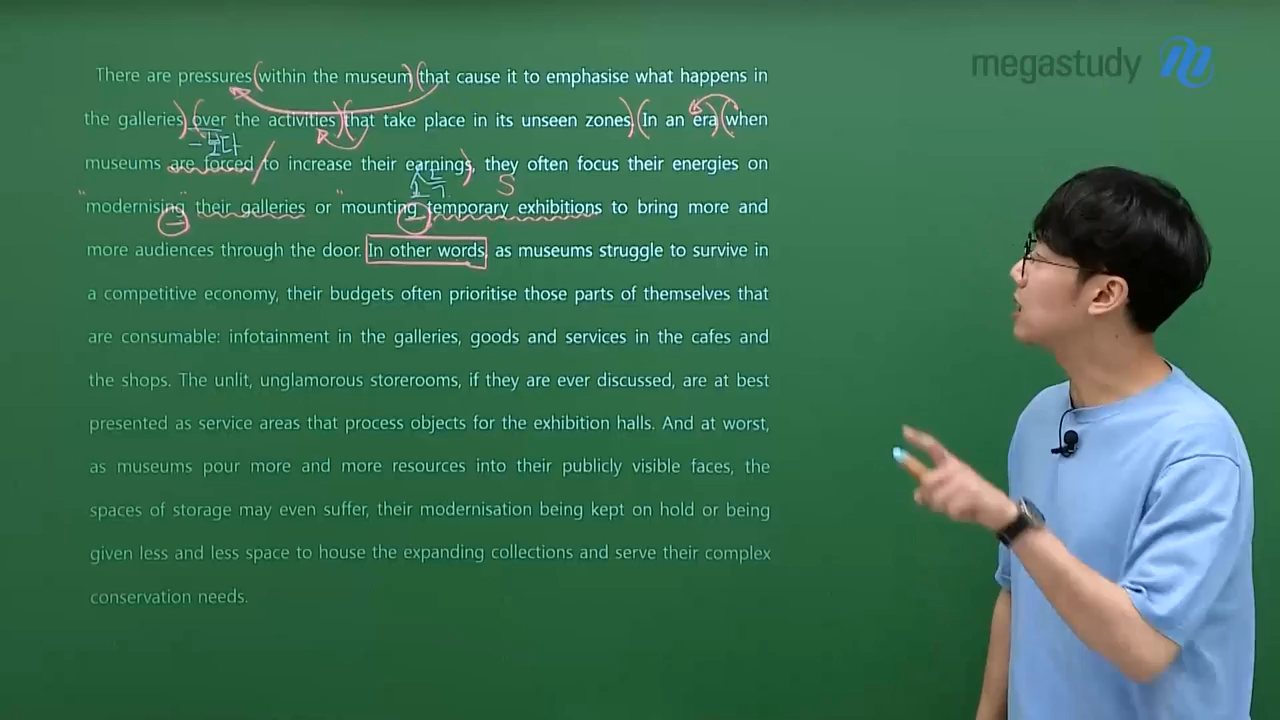 megastudy
There are pressures within the museum that cause it to emphasise what happens in
the galleries over the activities that take place in its unseen zones. In an era when
-보다
museums are forced to increase their earnings, they often focus their energies on
S
"modernising" their galleries or "mounting temporary exhibitions to bring more and
more audiences through the door. In other words, as museums struggle to survive in
a competitive economy, their budgets often prioritise those parts of themselves that
are consumable: infotainment in the galleries, goods and services in the cafes and
the shops. The unlit, unglamorous storerooms, if they are ever discussed, are at best
presented as service areas that process objects for the exhibition halls. And at worst,
as museums pour more and more resources into their publicly visible faces, the
spaces of storage may even suffer, their modernisation being kept on hold or being
given less and less space to house the expanding collections and serve their complex
conservation needs.